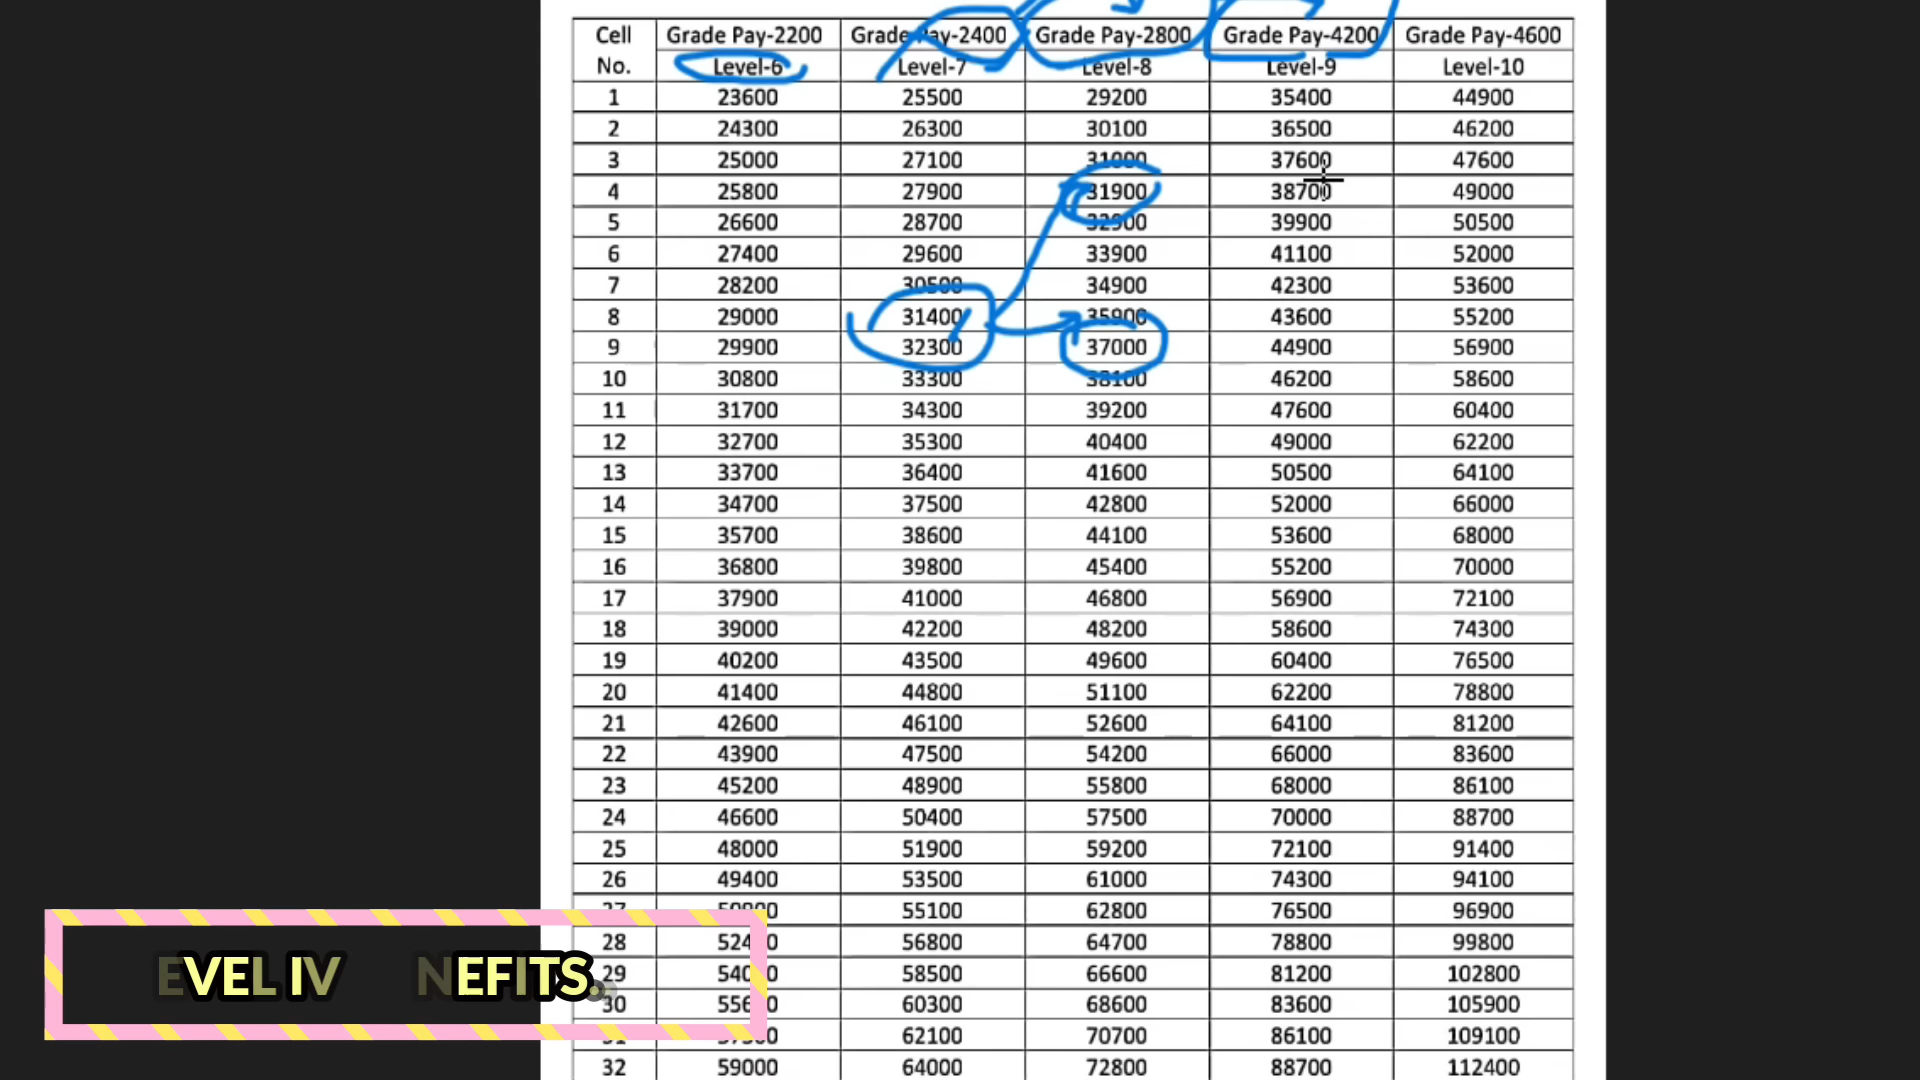 Cell Grade Pay-2200 Grade Pay-2400 Grade Pay-2800 Grade Pay-4200 Grade Pay-4600
No. Level-6 Level-7 Level-8 Level-9 Level-10
1 23600 25500 29200 35400 44900
2 24300 26300 30100 36500 46200
3 25000 27100 31000 37600 47600
4 25800 27900 31900 38700 49000
5 26600 28700 32900 39900 50500
6 27400 29600 33900 41100 52000
7 28200 30500 34900 42300 53600
8 29000 31400 35900 43600 55200
9 29900 32300 37000 44900 56900
10 30800 33300 38100 46200 58600
11 31700 34300 39200 47600 60400
12 32700 35300 40400 49000 62200
13 33700 36400 41600 50500 64100
14 34700 37500 42800 52000 66000
15 35700 38600 44100 53600 68000
16 36800 39800 45400 55200 70000
17 37900 41000 46800 56900 72100
18 39000 42200 48200 58600 74300
19 40200 43500 49600 60400 76500
20 41400 44800 51100 62200 78800
21 42600 46100 52600 64100 81200
22 43900 47500 54200 66000 83600
23 45200 48900 55800 68000 86100
24 46600 50400 57500 70000 88700
25 48000 51900 59200 72100 91400
26 49400 53500 61000 74300 94100
55100 62800 76500 96900
28 56800 64700 78800 99800
29 58500 66600 81200 102800
30 60300 68600 83600 105900
62100 70700 86100 109100
32 59000 64000 72800 88700 112400
EVEL IV NEFITS.